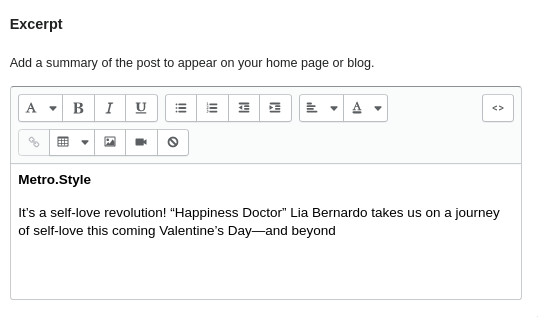 Excerpt
Add a summary of the post to appear on your home page or blog.
A B I U A <>
Metro.Style
It’s a self-love revolution! “Happiness Doctor” Lia Bernardo takes us on a journey
of self-love this coming Valentine’s Day—and beyond